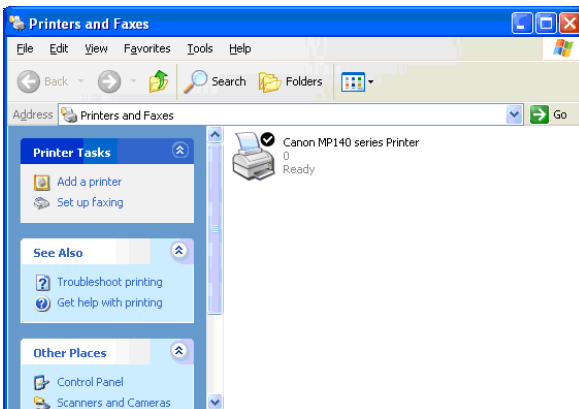 Printers and Faxes
File Edit View Favorites Tools Help
Back Search Folders
Address Printers and Faxes Go
Printer Tasks
Add a printer
Set up faxing
See Also
Troubleshoot printing
Get help with printing
Other Places
Control Panel
Scanners and Cameras
Canon MP140 series Printer
0
Ready